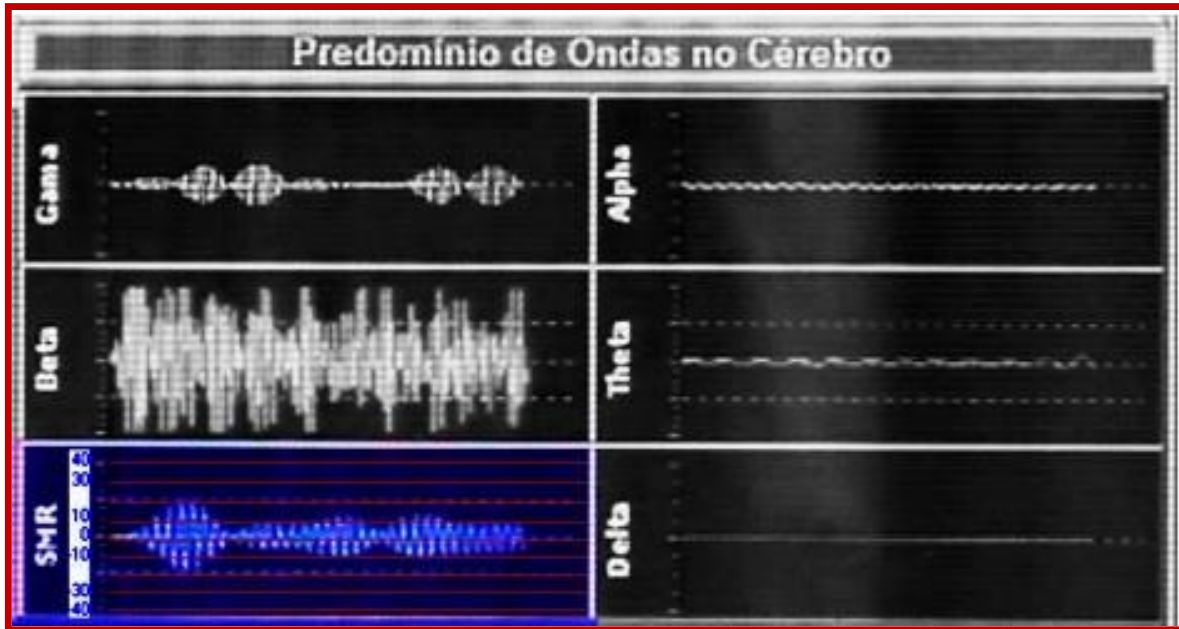 Predomínio de Ondas no Cérebro
Gama
Alpha
Beta
Theta
SMR
40
30
10
0
-10
-30
-40
Delta